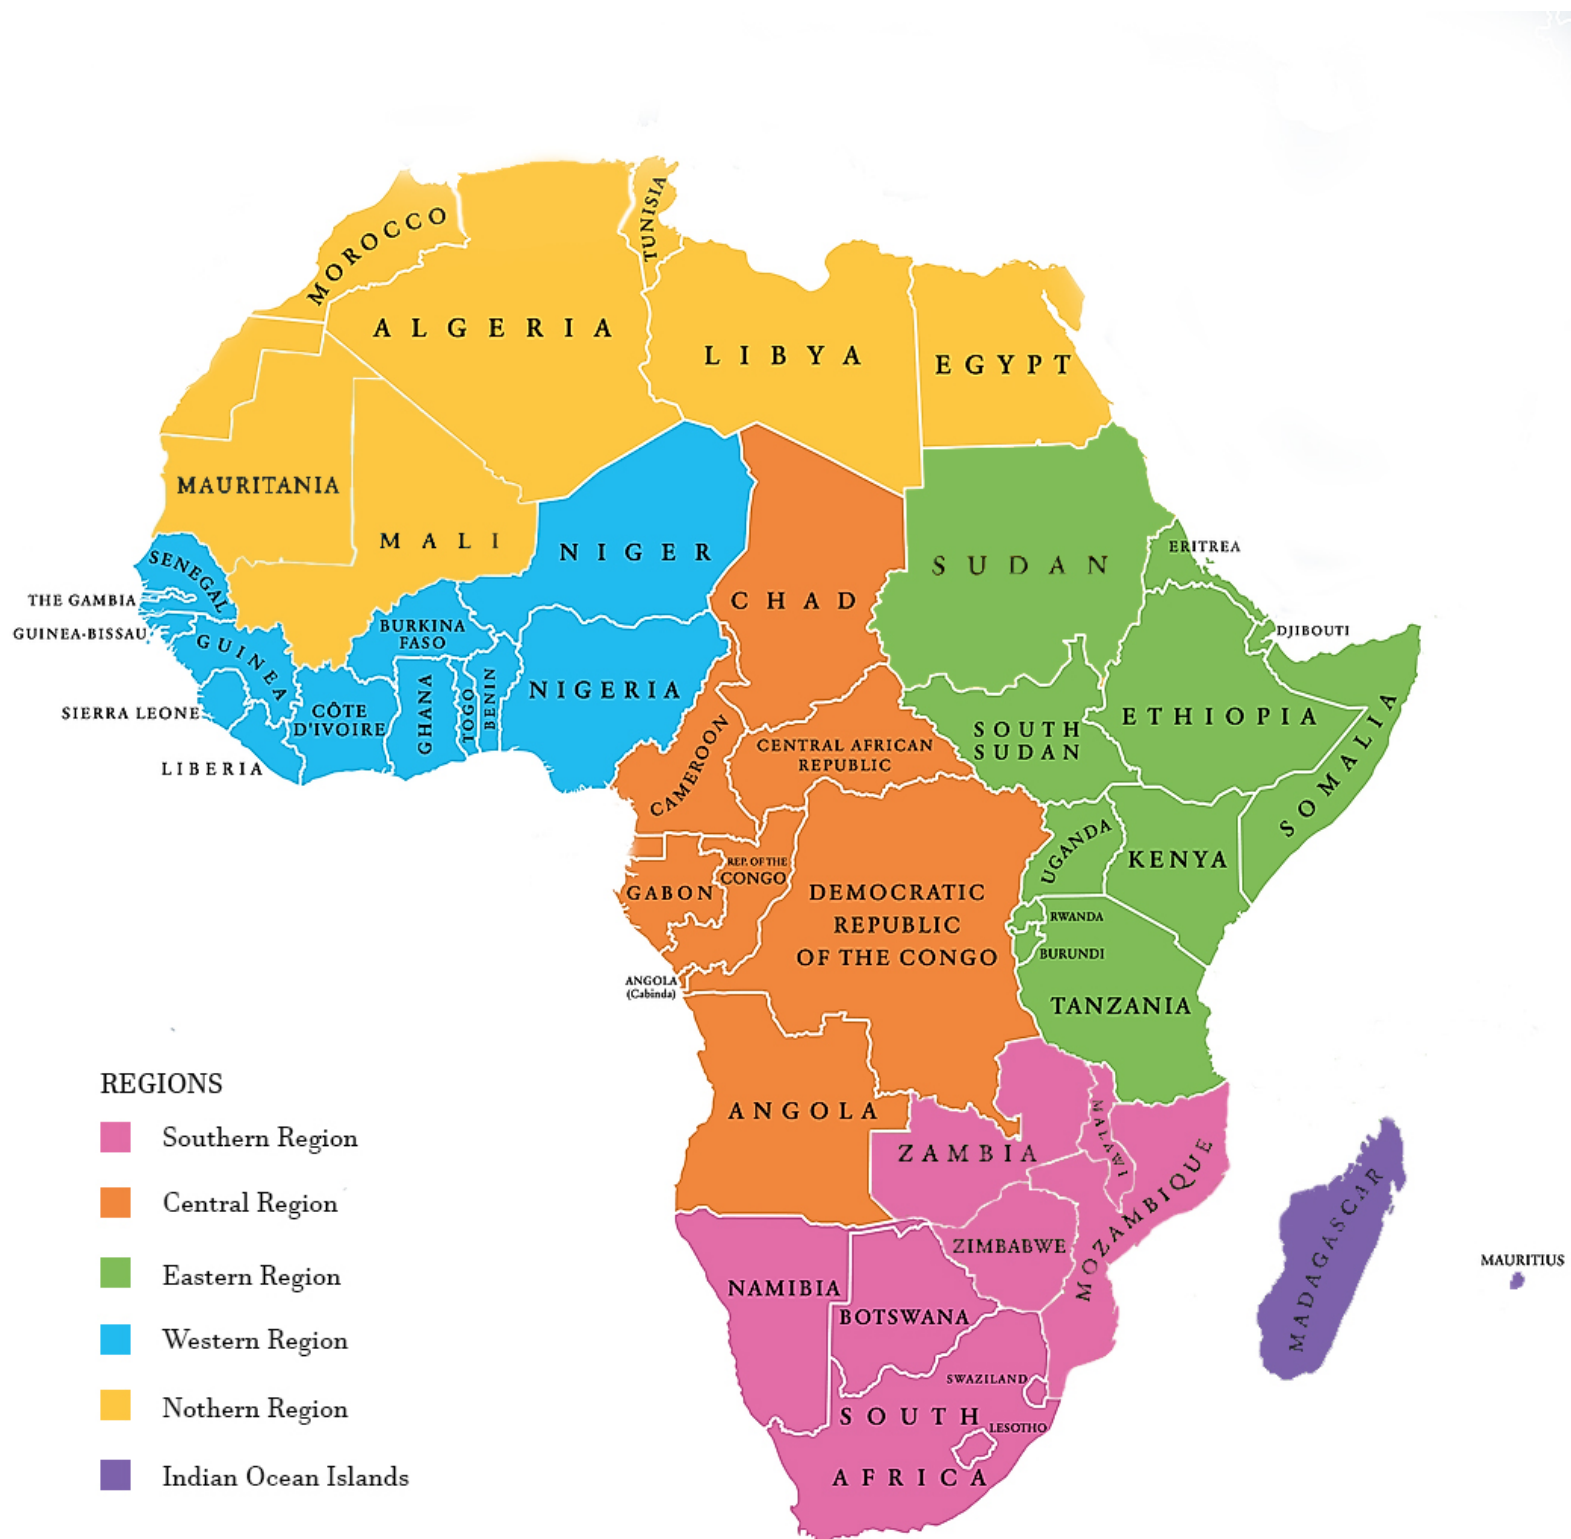 MOROCCO
TUNISIA
ALGERIA
LIBYA
EGYPT
MAURITANIA
MALI
NIGER
CHAD
SUDAN
ERITREA
SENEGAL
THE GAMBIA
GUINEA-BISSAU
GUINEA
BURKINA
FASO
DJIBOUTI
SIERRA LEONE
CÔTE
D'IVOIRE
GHANA
TOGO
BENIN
NIGERIA
LIBERIA
CAMEROON
CENTRAL AFRICAN
REPUBLIC
SOUTH
SUDAN
ETHIOPIA
SOMALIA
UGANDA
KENYA
GABON
REP. OF THE
CONGO
DEMOCRATIC
REPUBLIC
OF THE CONGO
RWANDA
BURUNDI
ANGOLA
(Cabinda)
TANZANIA
ANGOLA
ZAMBIA
MALAWI
MOZAMBIQUE
ZIMBABWE
NAMIBIA
BOTSWANA
SWAZILAND
SOUTH
LESOTHO
AFRICA
MADAGASCAR
MAURITIUS
REGIONS
Southern Region
Central Region
Eastern Region
Western Region
Nothern Region
Indian Ocean Islands